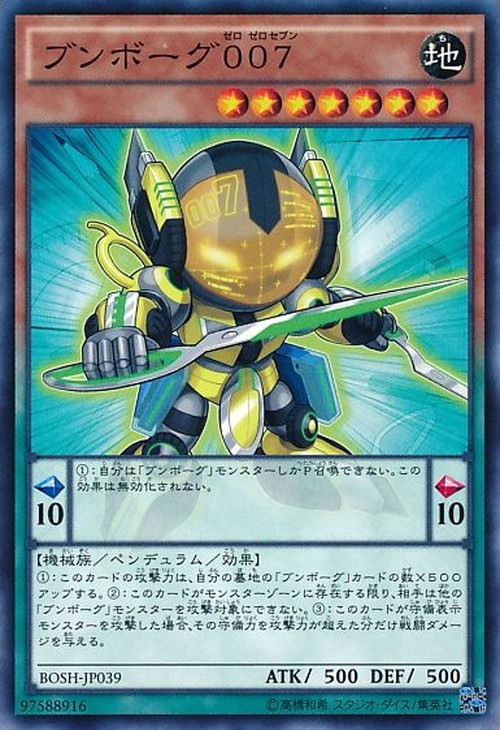 ブンボーグ007
ゼロ ゼロセブン
地
ち
007
①:自分は「ブンボーグ」モンスターしかP召喚できない。この
効果は無効化されない。
10
10
【機械族/ペンデュラム/効果】
①:このカードの攻撃力は、自分の墓地の「ブンボーグ」カードの数×500
アップする。②:このカードがモンスターゾーンに存在する限り、相手は他の
「ブンボーグ」モンスターを攻撃対象にできない。③:このカードが守備表示
モンスターを攻撃した場合、その守備力を攻撃力が超えた分だけ戦闘ダメー
ジを与える。
BOSH-JP039
ATK/ 500 DEF/ 500
97588916
©高橋和希 スタジオ・ダイス/集英社